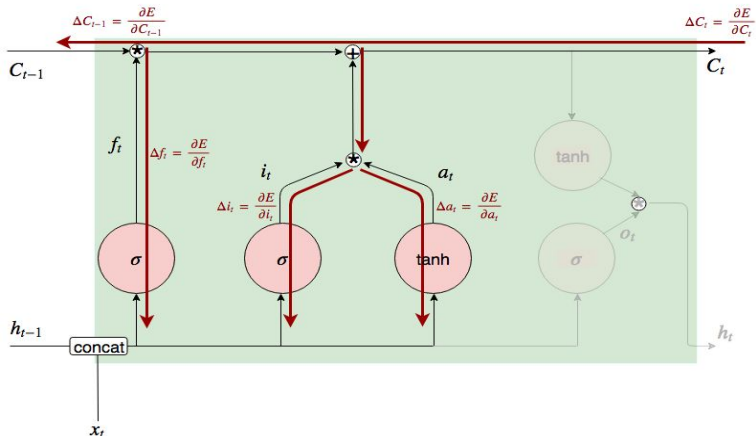 ΔC_{t−1} = ∂E/∂C_{t−1}
ΔC_t = ∂E/∂C_t
C_{t−1}
*
+
C_t
f_t
Δf_t = ∂E/∂f_t
i_t
*
a_t
tanh
*
Δi_t = ∂E/∂i_t
Δa_t = ∂E/∂a_t
o_t
σ
σ
tanh
σ
h_{t−1}
concat
h_t
x_t